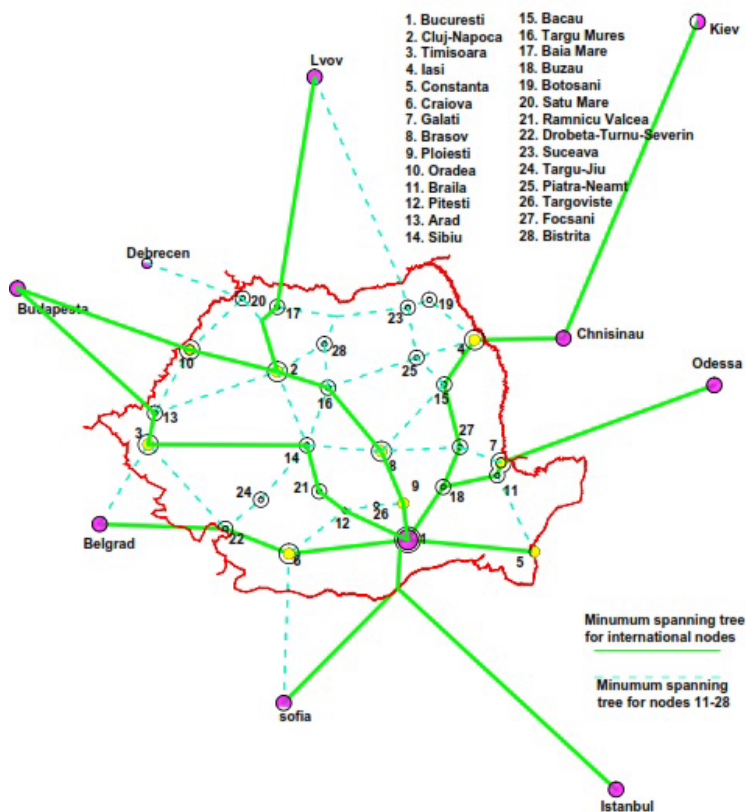 1. Bucuresti
2. Cluj-Napoca
3. Timisoara
4. Iasi
5. Constanta
6. Craiova
7. Galati
8. Brasov
9. Ploiesti
10. Oradea
11. Braila
12. Pitesti
13. Arad
14. Sibiu
15. Bacau
16. Targu Mures
17. Baia Mare
18. Buzau
19. Botosani
20. Satu Mare
21. Ramnicu Valcea
22. Drobeta-Turnu-Severin
23. Suceava
24. Targu-Jiu
25. Piatra-Neamt
26. Targoviste
27. Focsani
28. Bistrita
Kiev
Lvov
Debrecen
Budapesta
20
17
23
19
Chnisinau
10
2
28
4
25
16
15
Odessa
13
3
14
8
27
7
24
21
9
18
11
12
26
Belgrad
22
6
1
5
Minumum spanning tree
for international nodes
Minumum spanning
tree for nodes 11-28
sofia
Istanbul